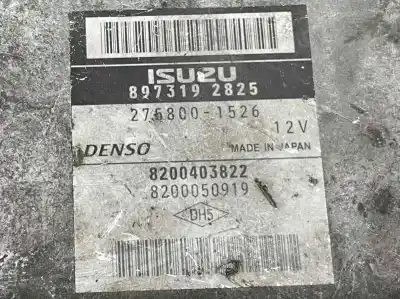 ISUZU
897319 2825
275800-1526
12V
DENSO
MADE IN JAPAN
8200403822
8200050919
DH5